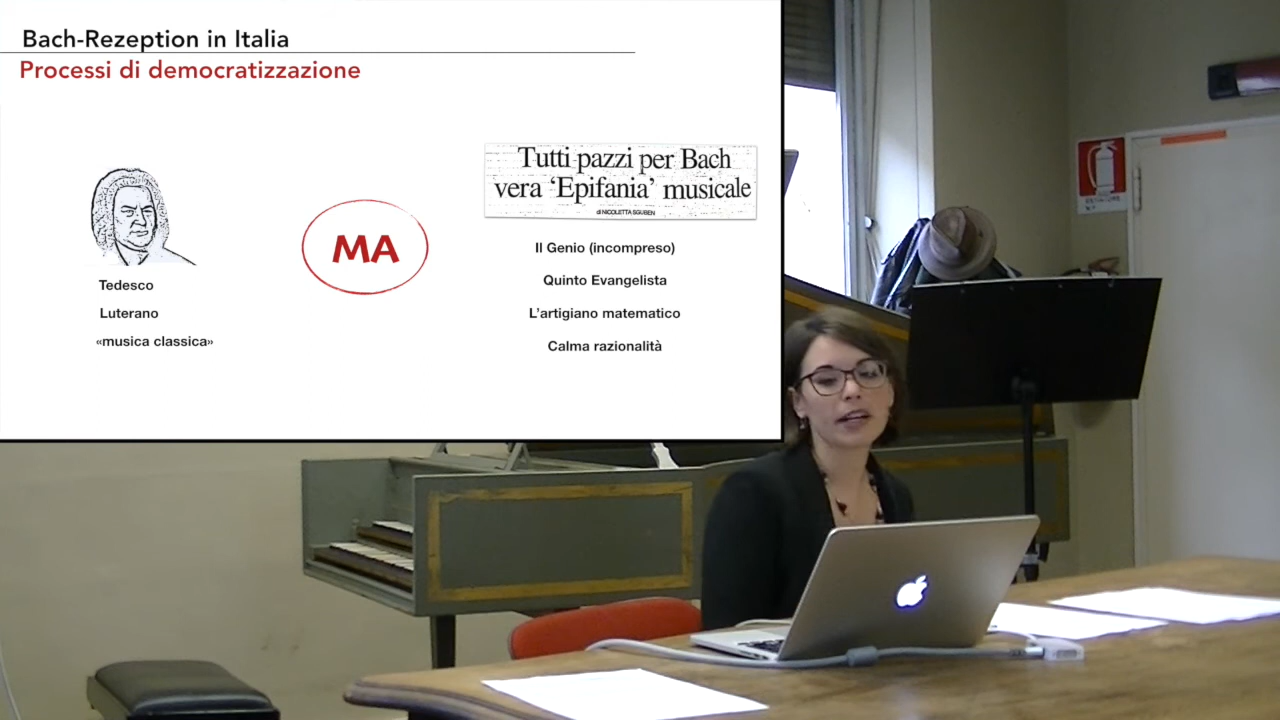 Bach-Rezeption in Italia
Processi di democratizzazione
Tedesco
Luterano
«musica classica»
MA
Tutti pazzi per Bach
vera ‘Epifania’ musicale
di NICOLETTA SGUBEN
Il Genio (incompreso)
Quinto Evangelista
L’artigiano matematico
Calma razionalità
ESTINTORE